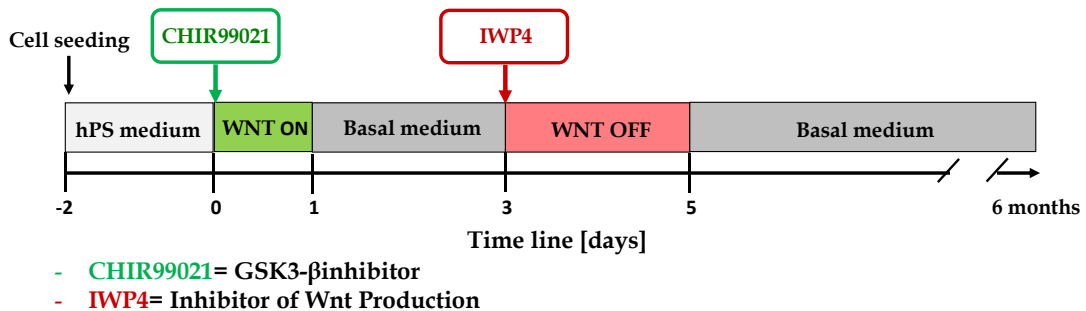 Cell seeding
CHIR99021
IWP4
hPS medium
WNT ON
Basal medium
WNT OFF
Basal medium
-2
0
1
3
5
6 months
Time line [days]
- CHIR99021= GSK3-βinhibitor
- IWP4= Inhibitor of Wnt Production